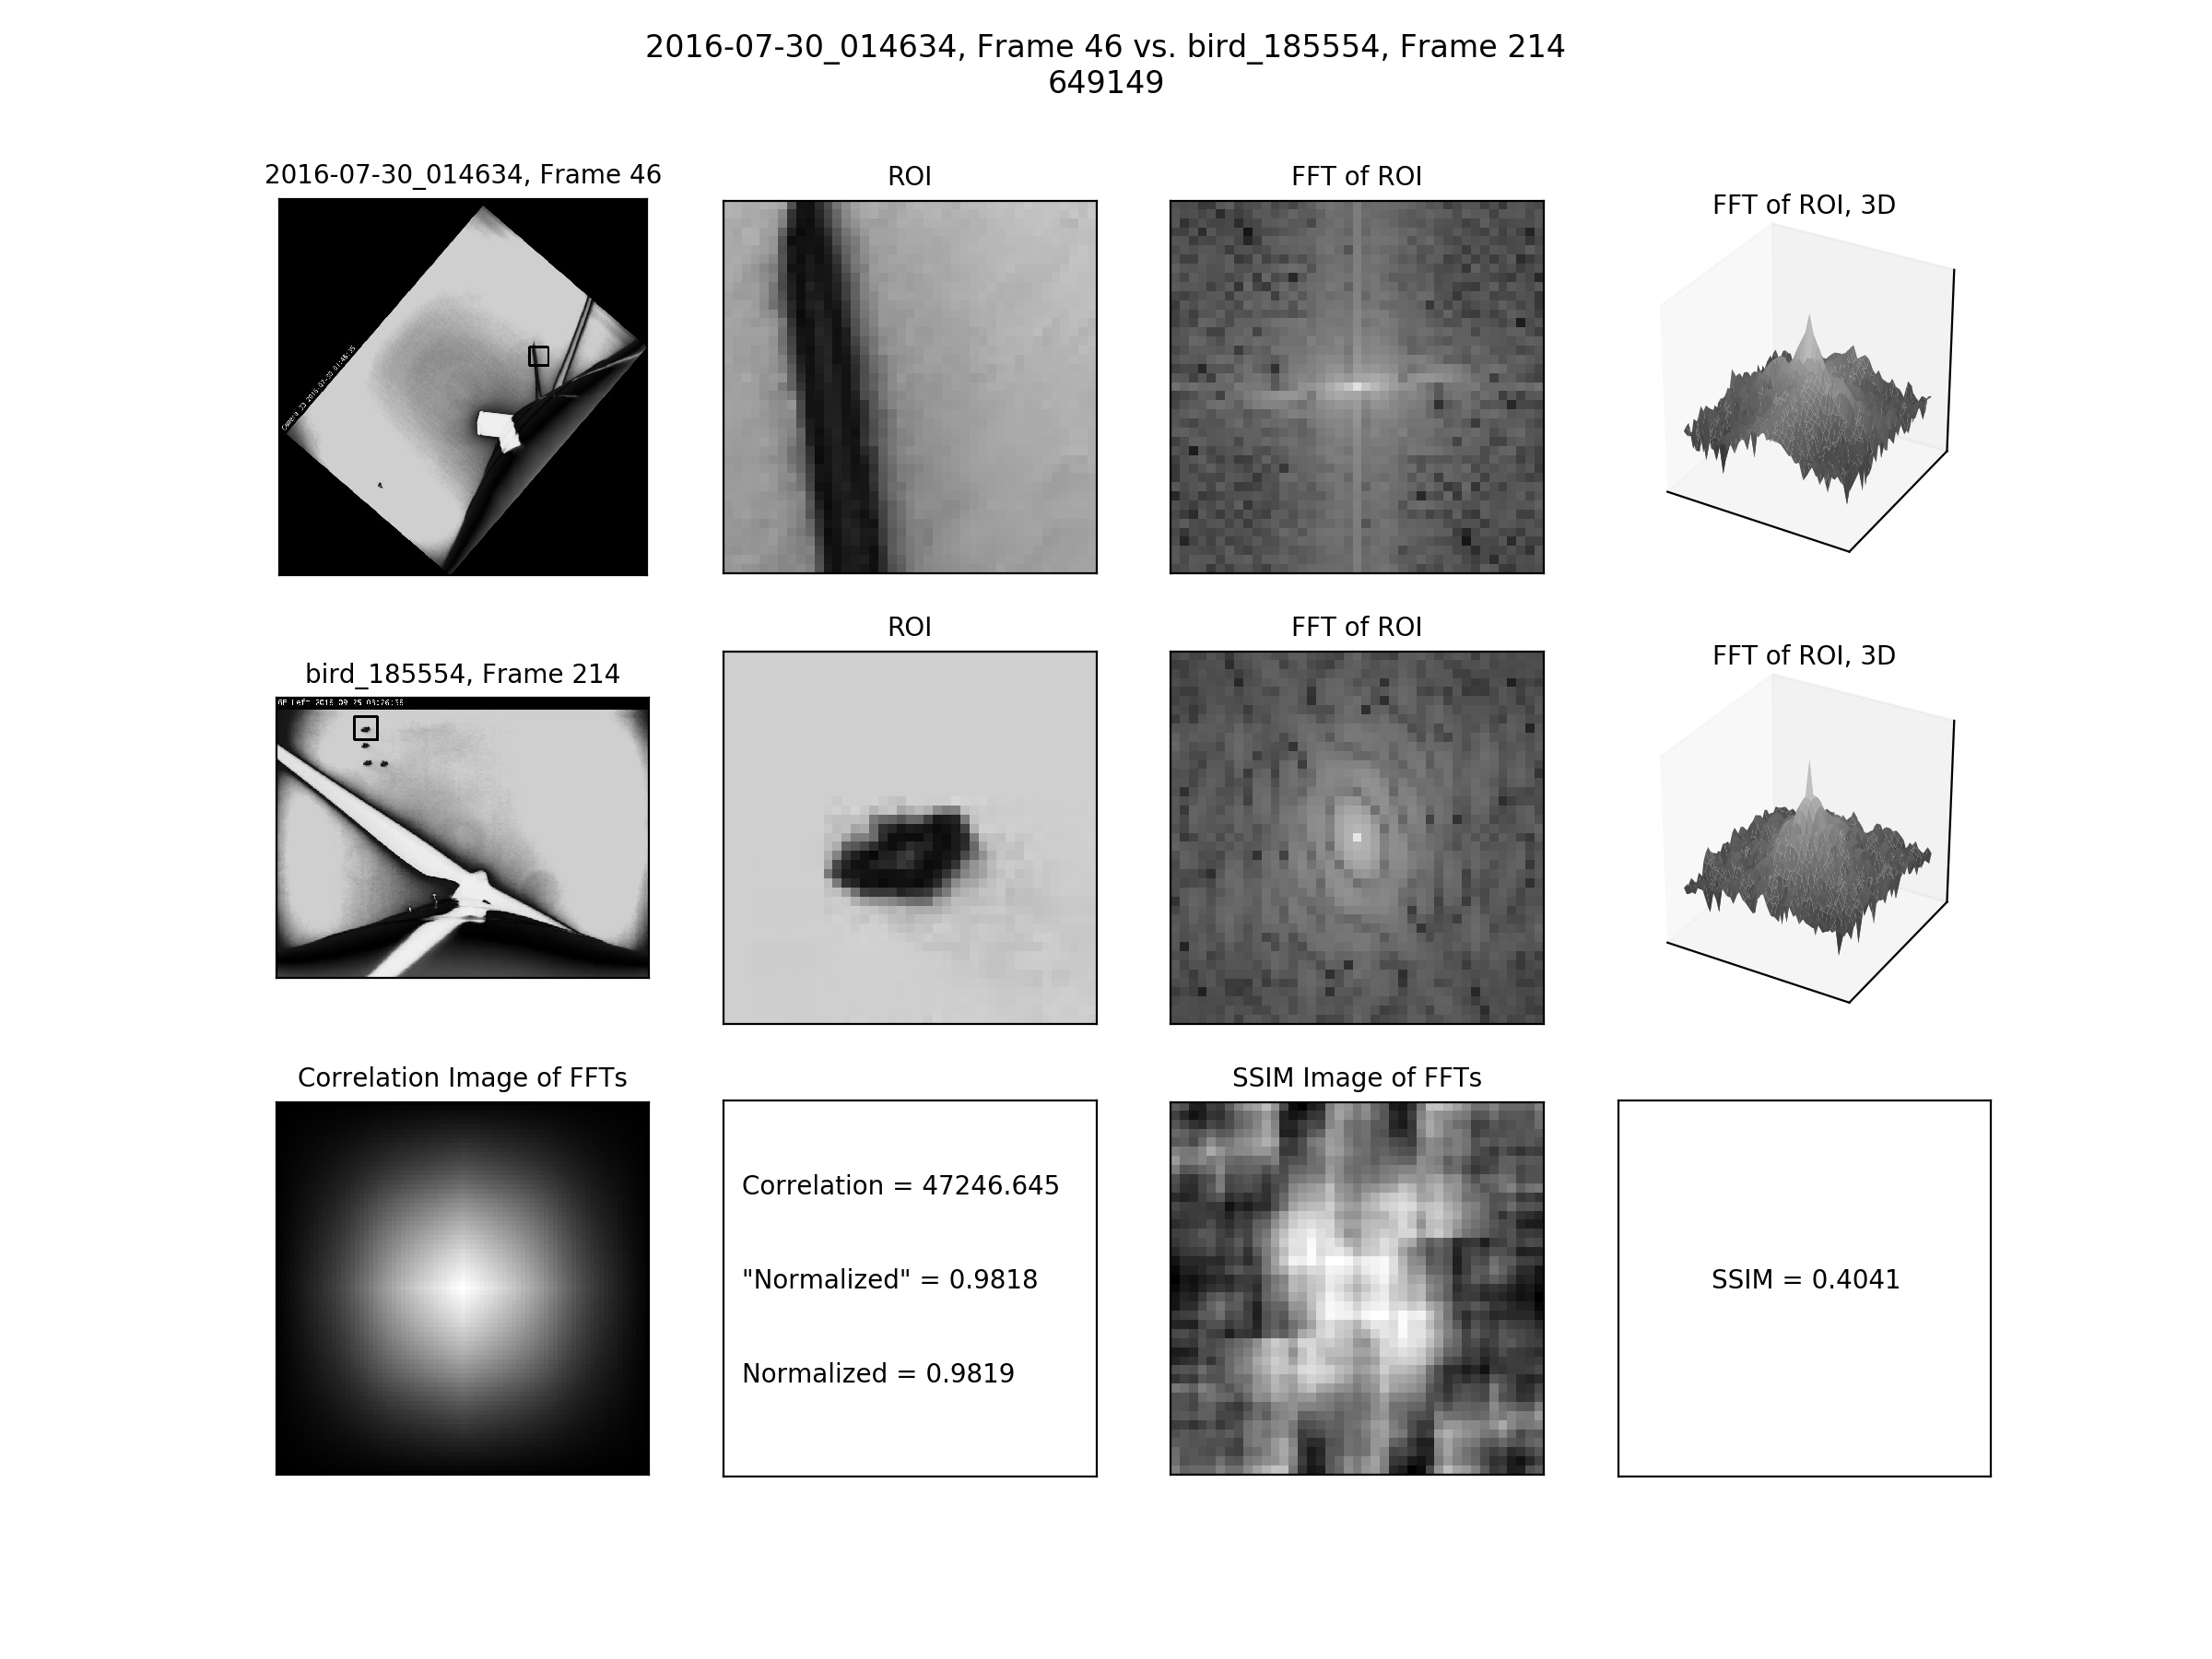 2016-07-30_014634, Frame 46 vs. bird_185554, Frame 214
649149
2016-07-30_014634, Frame 46
ROI
FFT of ROI
FFT of ROI, 3D
bird_185554, Frame 214
ROI
FFT of ROI
FFT of ROI, 3D
Correlation Image of FFTs
SSIM Image of FFTs
Correlation = 47246.645
"Normalized" = 0.9818
Normalized = 0.9819
SSIM = 0.4041